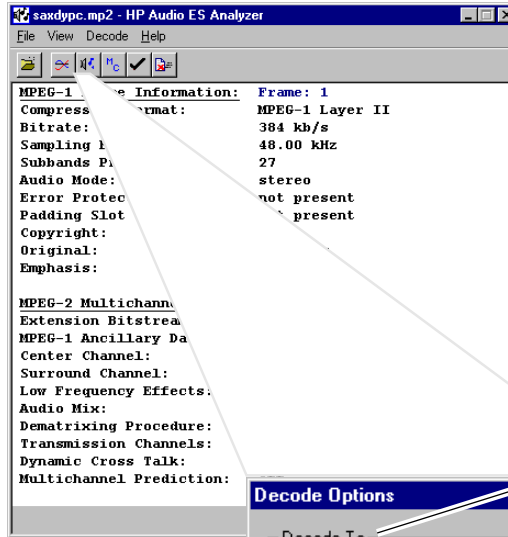 saxdypc.mp2 - HP Audio ES Analyzer
File View Decode Help
MC
MPEG-1 Information: Frame: 1
Compress rmat: MPEG-1 Layer II
Bitrate: 384 kb/s
Sampling 48.00 kHz
Subbands 27
Audio Mode: stereo
Error Protec not present
Padding Slot present
Copyright:
Original:
Emphasis:
MPEG-2 Multichann
Extension Bitstrea
MPEG-1 Ancillary Da
Center Channel:
Surround Channel:
Low Frequency Effects:
Audio Mix:
Dematrixing Procedure:
Transmission Channels:
Dynamic Cross Talk:
Multichannel Prediction:
Decode Options
Decode To